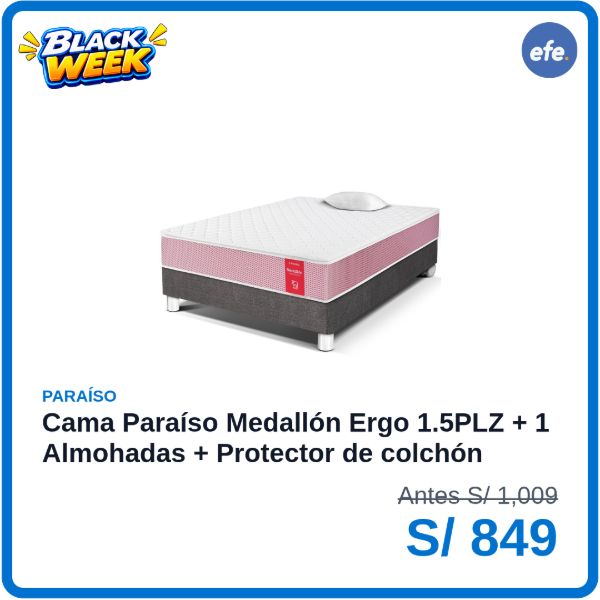 BLACK
WEEK
efe.
PARAÍSO
Cama Paraíso Medallón Ergo 1.5PLZ + 1
Almohadas + Protector de colchón
Antes S/ 1,009
S/ 849